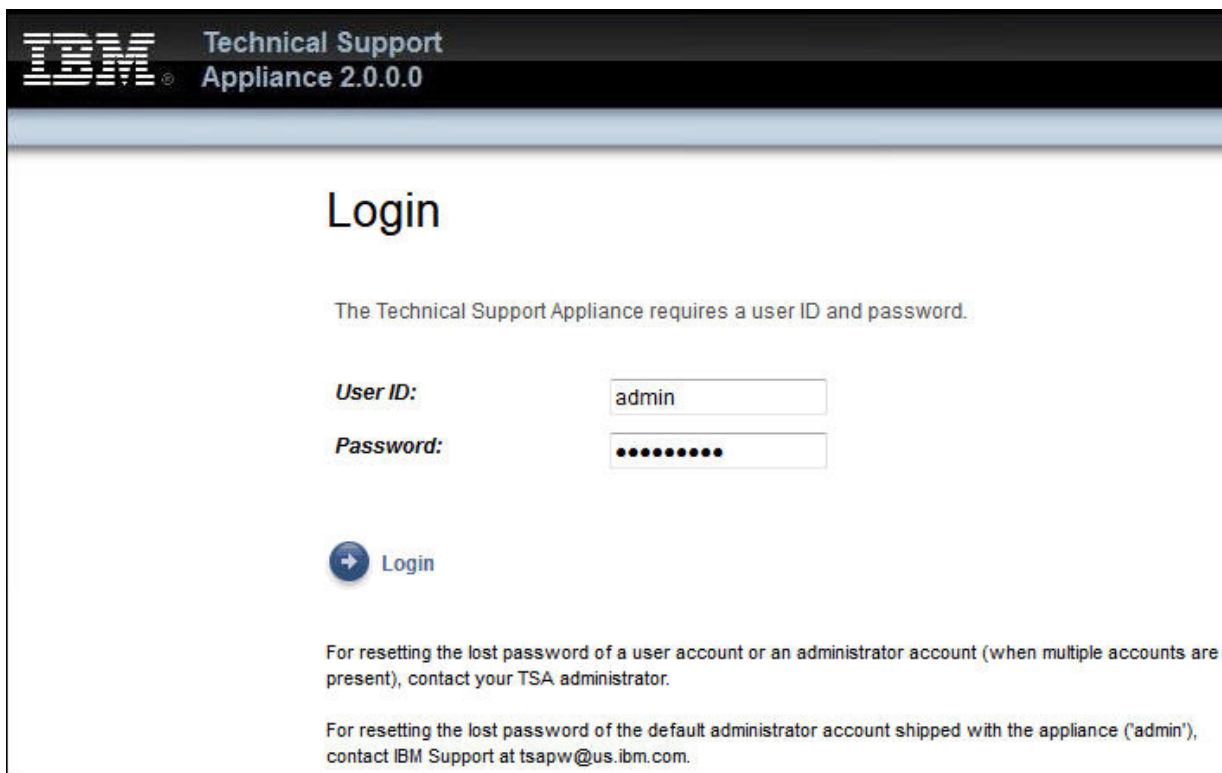 IBM®
Technical Support
Appliance 2.0.0.0
Login
The Technical Support Appliance requires a user ID and password.
User ID:
admin
Password:
•••••••••
Login
For resetting the lost password of a user account or an administrator account (when multiple accounts are
present), contact your TSA administrator.
For resetting the lost password of the default administrator account shipped with the appliance ('admin'),
contact IBM Support at tsapw@us.ibm.com.